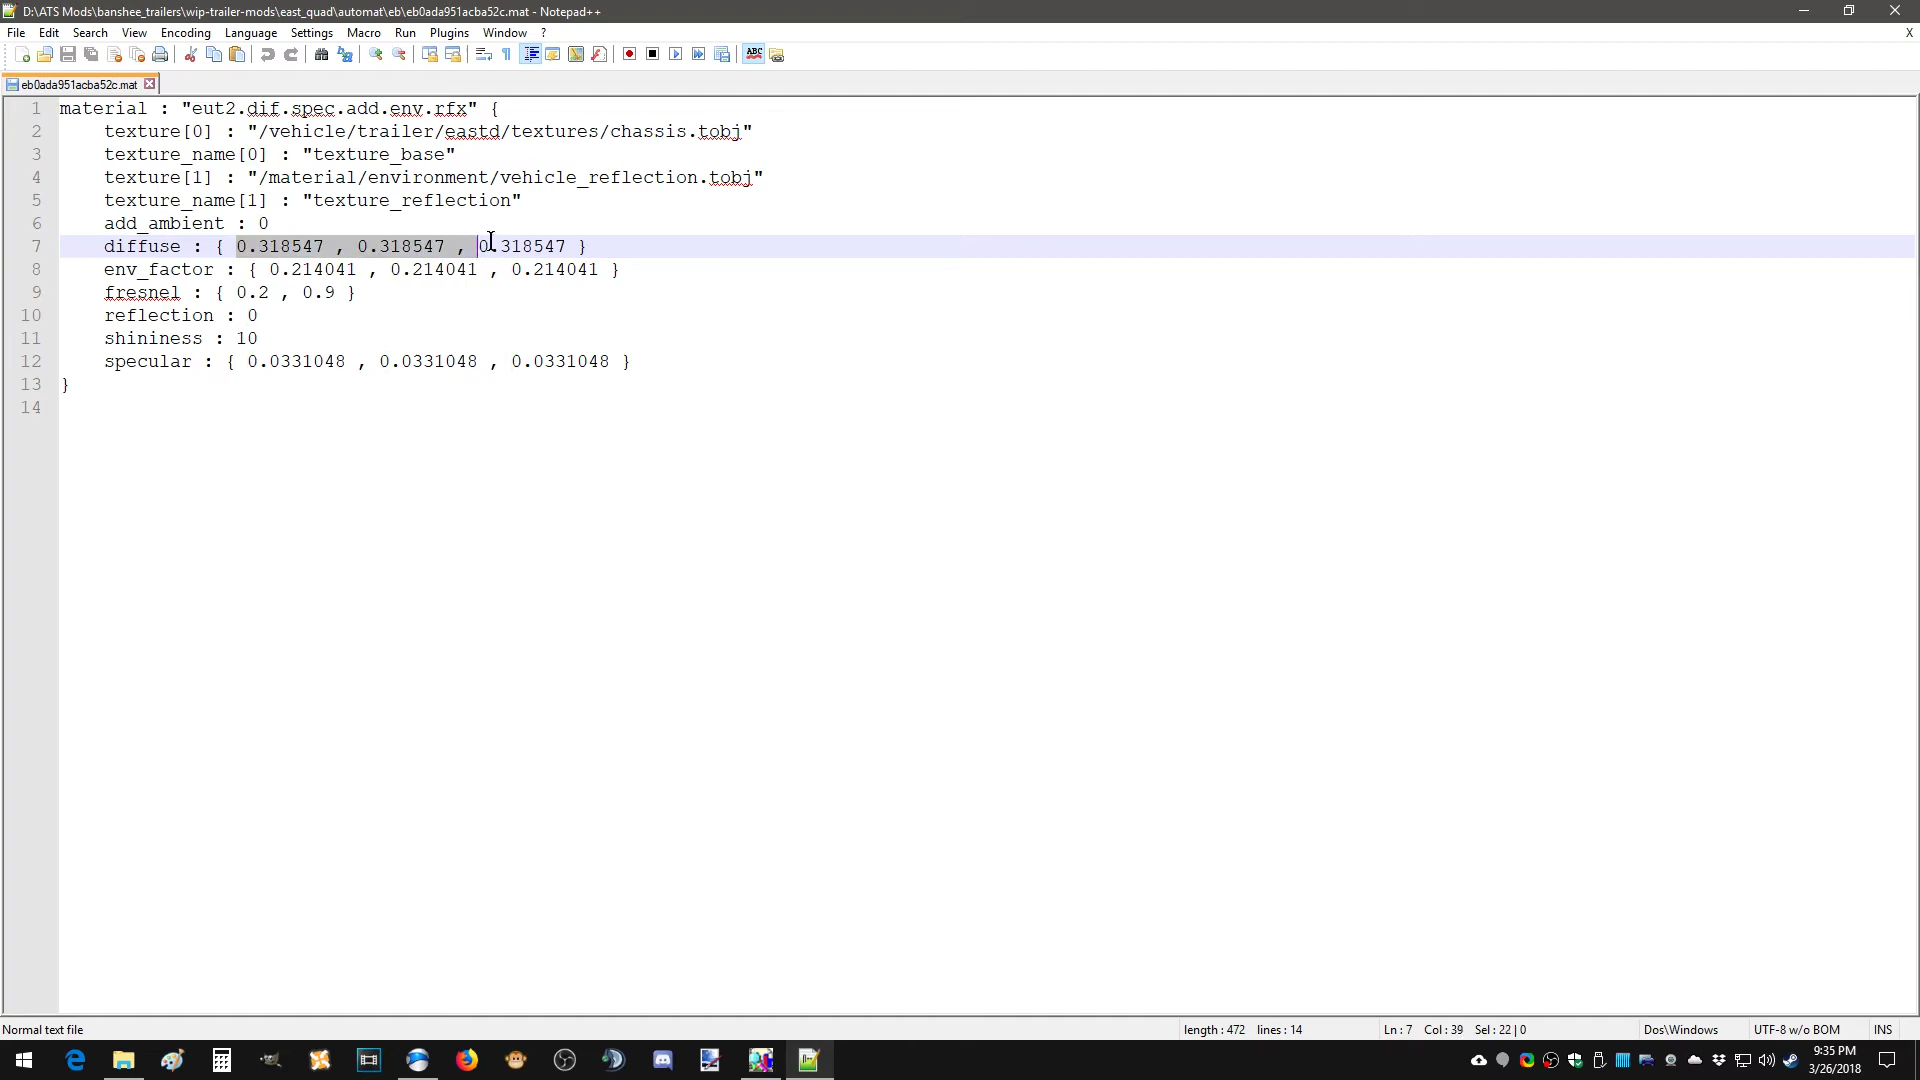 D:\ATS Mods\banshee_trailers\wip-trailer-mods\east_quad\automat\eb\eb0ada951acba52c.mat - Notepad++
File Edit Search View Encoding Language Settings Macro Run Plugins Window ? X
eb0ada951acba52c.mat
1 material : "eut2.dif.spec.add.env.rfx" {
2 texture[0] : "/vehicle/trailer/eastd/textures/chassis.tobj"
3 texture_name[0] : "texture_base"
4 texture[1] : "/material/environment/vehicle_reflection.tobj"
5 texture_name[1] : "texture_reflection"
6 add_ambient : 0
7 diffuse : { 0.318547 , 0.318547 , 0.318547 }
8 env_factor : { 0.214041 , 0.214041 , 0.214041 }
9 fresnel : { 0.2 , 0.9 }
10 reflection : 0
11 shininess : 10
12 specular : { 0.0331048 , 0.0331048 , 0.0331048 }
13 }
14
Normal text file length : 472 lines : 14 Ln : 7 Col : 39 Sel : 22 | 0 Dos\Windows UTF-8 w/o BOM INS
9:35 PM
3/26/2018